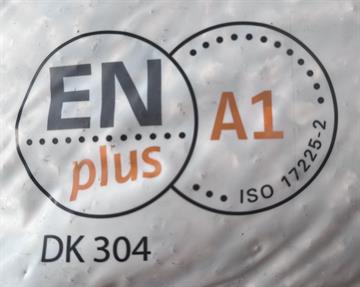 EN
plus
A1
ISO 17225-2
DK 304